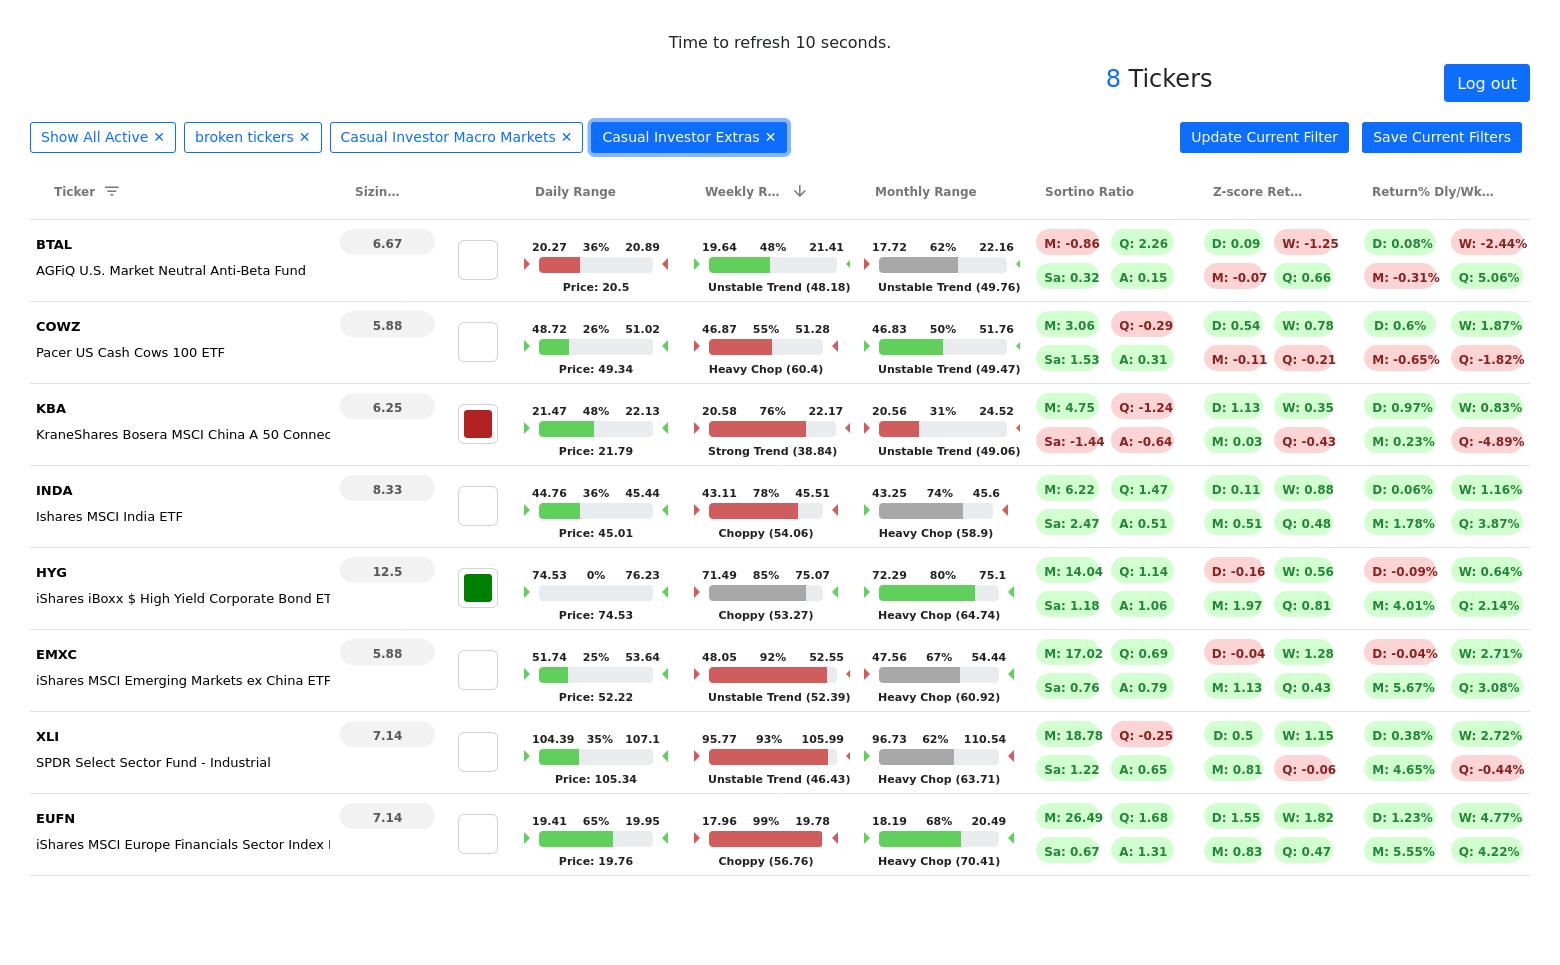 Time to refresh 10 seconds.
8 Tickers
Log out
Show All Active ✕ broken tickers ✕ Casual Investor Macro Markets ✕ Casual Investor Extras ✕ Update Current Filter Save Current Filters
Ticker Sizin... Daily Range Weekly R... Monthly Range Sortino Ratio Z-score Ret... Return% Dly/Wk...
BTAL 6.67 20.27 36% 20.89 19.64 48% 21.41 17.72 62% 22.16 M: -0.86 Q: 2.26 D: 0.09 W: -1.25 D: 0.08% W: -2.44%
AGFiQ U.S. Market Neutral Anti-Beta Fund Price: 20.5 Unstable Trend (48.18) Unstable Trend (49.76) Sa: 0.32 A: 0.15 M: -0.07 Q: 0.66 M: -0.31% Q: 5.06%
COWZ 5.88 48.72 26% 51.02 46.87 55% 51.28 46.83 50% 51.76 M: 3.06 Q: -0.29 D: 0.54 W: 0.78 D: 0.6% W: 1.87%
Pacer US Cash Cows 100 ETF Price: 49.34 Heavy Chop (60.4) Unstable Trend (49.47) Sa: 1.53 A: 0.31 M: -0.11 Q: -0.21 M: -0.65% Q: -1.82%
KBA 6.25 21.47 48% 22.13 20.58 76% 22.17 20.56 31% 24.52 M: 4.75 Q: -1.24 D: 1.13 W: 0.35 D: 0.97% W: 0.83%
KraneShares Bosera MSCI China A 50 Connec Price: 21.79 Strong Trend (38.84) Unstable Trend (49.06) Sa: -1.44 A: -0.64 M: 0.03 Q: -0.43 M: 0.23% Q: -4.89%
INDA 8.33 44.76 36% 45.44 43.11 78% 45.51 43.25 74% 45.6 M: 6.22 Q: 1.47 D: 0.11 W: 0.88 D: 0.06% W: 1.16%
Ishares MSCI India ETF Price: 45.01 Choppy (54.06) Heavy Chop (58.9) Sa: 2.47 A: 0.51 M: 0.51 Q: 0.48 M: 1.78% Q: 3.87%
HYG 12.5 74.53 0% 76.23 71.49 85% 75.07 72.29 80% 75.1 M: 14.04 Q: 1.14 D: -0.16 W: 0.56 D: -0.09% W: 0.64%
iShares iBoxx $ High Yield Corporate Bond ET Price: 74.53 Choppy (53.27) Heavy Chop (64.74) Sa: 1.18 A: 1.06 M: 1.97 Q: 0.81 M: 4.01% Q: 2.14%
EMXC 5.88 51.74 25% 53.64 48.05 92% 52.55 47.56 67% 54.44 M: 17.02 Q: 0.69 D: -0.04 W: 1.28 D: -0.04% W: 2.71%
iShares MSCI Emerging Markets ex China ETF Price: 52.22 Unstable Trend (52.39) Heavy Chop (60.92) Sa: 0.76 A: 0.79 M: 1.13 Q: 0.43 M: 5.67% Q: 3.08%
XLI 7.14 104.39 35% 107.1 95.77 93% 105.99 96.73 62% 110.54 M: 18.78 Q: -0.25 D: 0.5 W: 1.15 D: 0.38% W: 2.72%
SPDR Select Sector Fund - Industrial Price: 105.34 Unstable Trend (46.43) Heavy Chop (63.71) Sa: 1.22 A: 0.65 M: 0.81 Q: -0.06 M: 4.65% Q: -0.44%
EUFN 7.14 19.41 65% 19.95 17.96 99% 19.78 18.19 68% 20.49 M: 26.49 Q: 1.68 D: 1.55 W: 1.82 D: 1.23% W: 4.77%
iShares MSCI Europe Financials Sector Index Price: 19.76 Choppy (56.76) Heavy Chop (70.41) Sa: 0.67 A: 1.31 M: 0.83 Q: 0.47 M: 5.55% Q: 4.22%